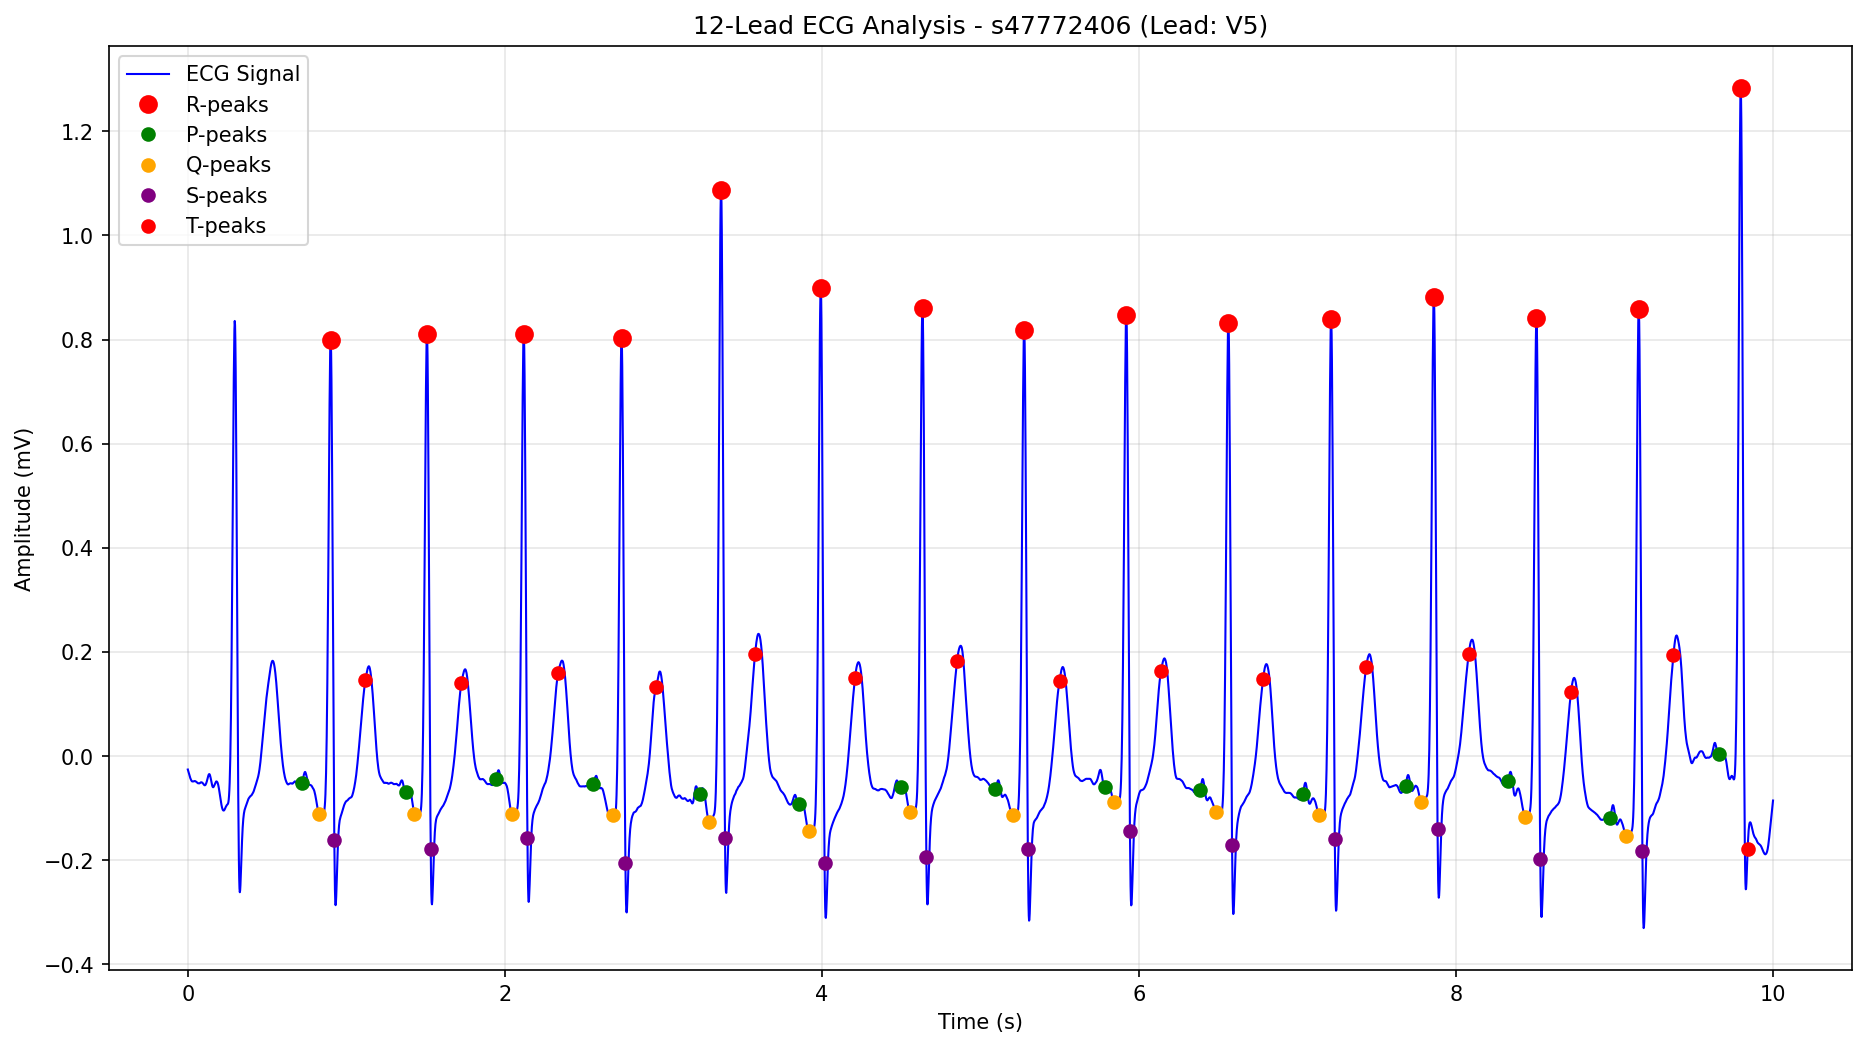 12-Lead ECG Analysis - s47772406 (Lead: V5)
ECG Signal
R-peaks
P-peaks
Q-peaks
S-peaks
T-peaks
Amplitude (mV)
1.2
1.0
0.8
0.6
0.4
0.2
0.0
−0.2
−0.4
0 2 4 6 8 10
Time (s)